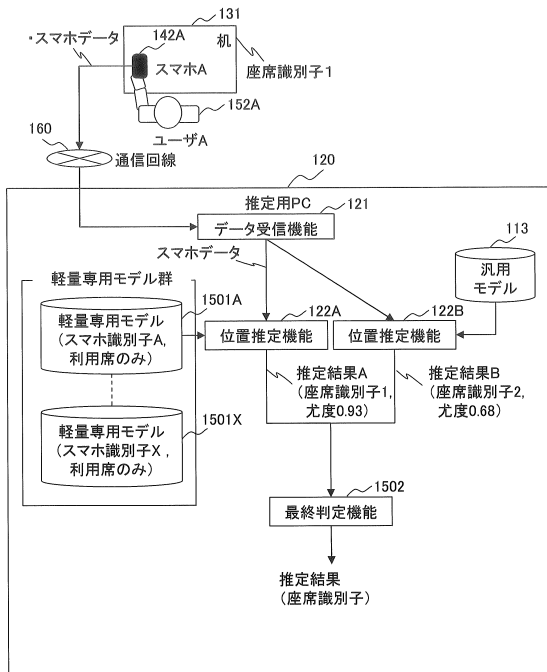 131
142A
・スマホデータ
机
スマホA
座席識別子1
152A
ユーザA
160
通信回線
120
推定用PC
121
データ受信機能
スマホデータ
113
汎用
モデル
軽量専用モデル群
1501A
122A
122B
軽量専用モデル
(スマホ識別子A,
利用席のみ)
位置推定機能
位置推定機能
推定結果A
(座席識別子1,
尤度0.93)
推定結果B
(座席識別子2,
尤度0.68)
1501X
軽量専用モデル
(スマホ識別子X,
利用席のみ)
1502
最終判定機能
推定結果
(座席識別子)